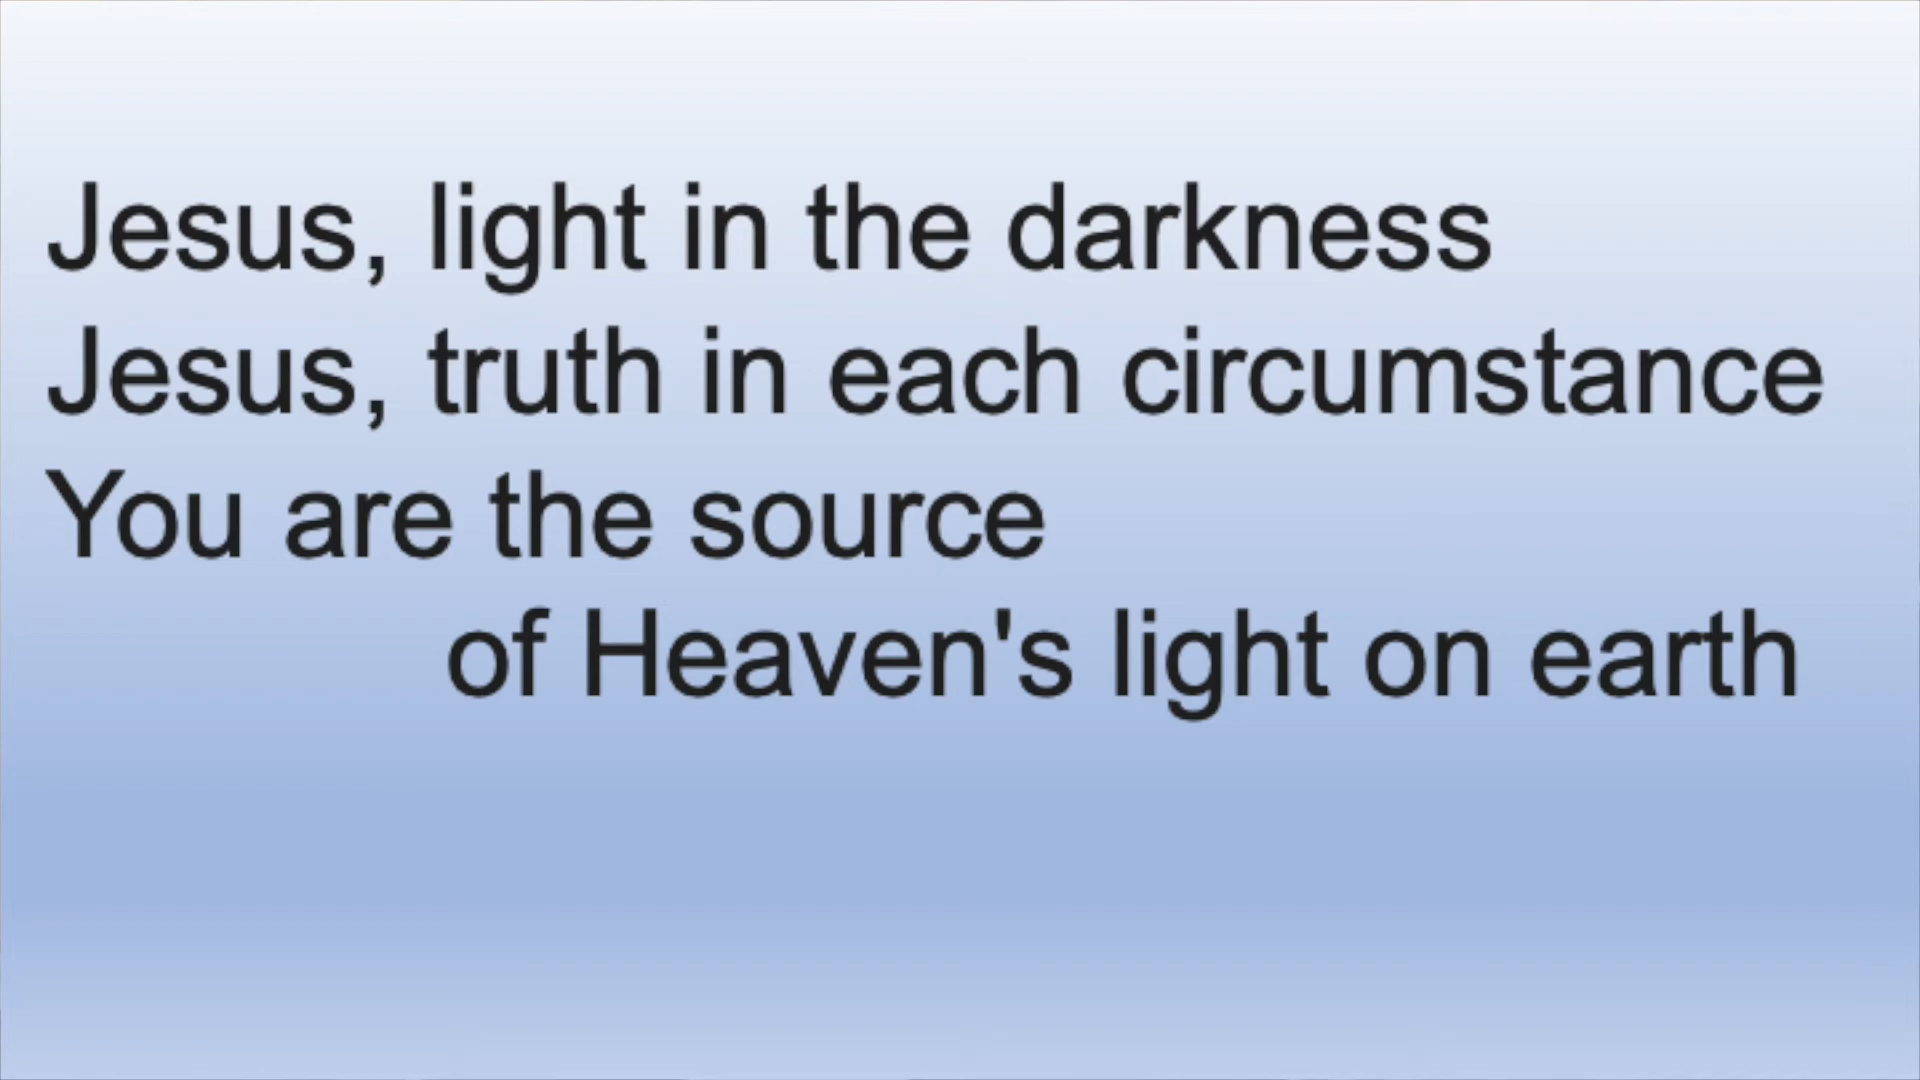 Jesus, light in the darkness
Jesus, truth in each circumstance
You are the source
of Heaven's light on earth